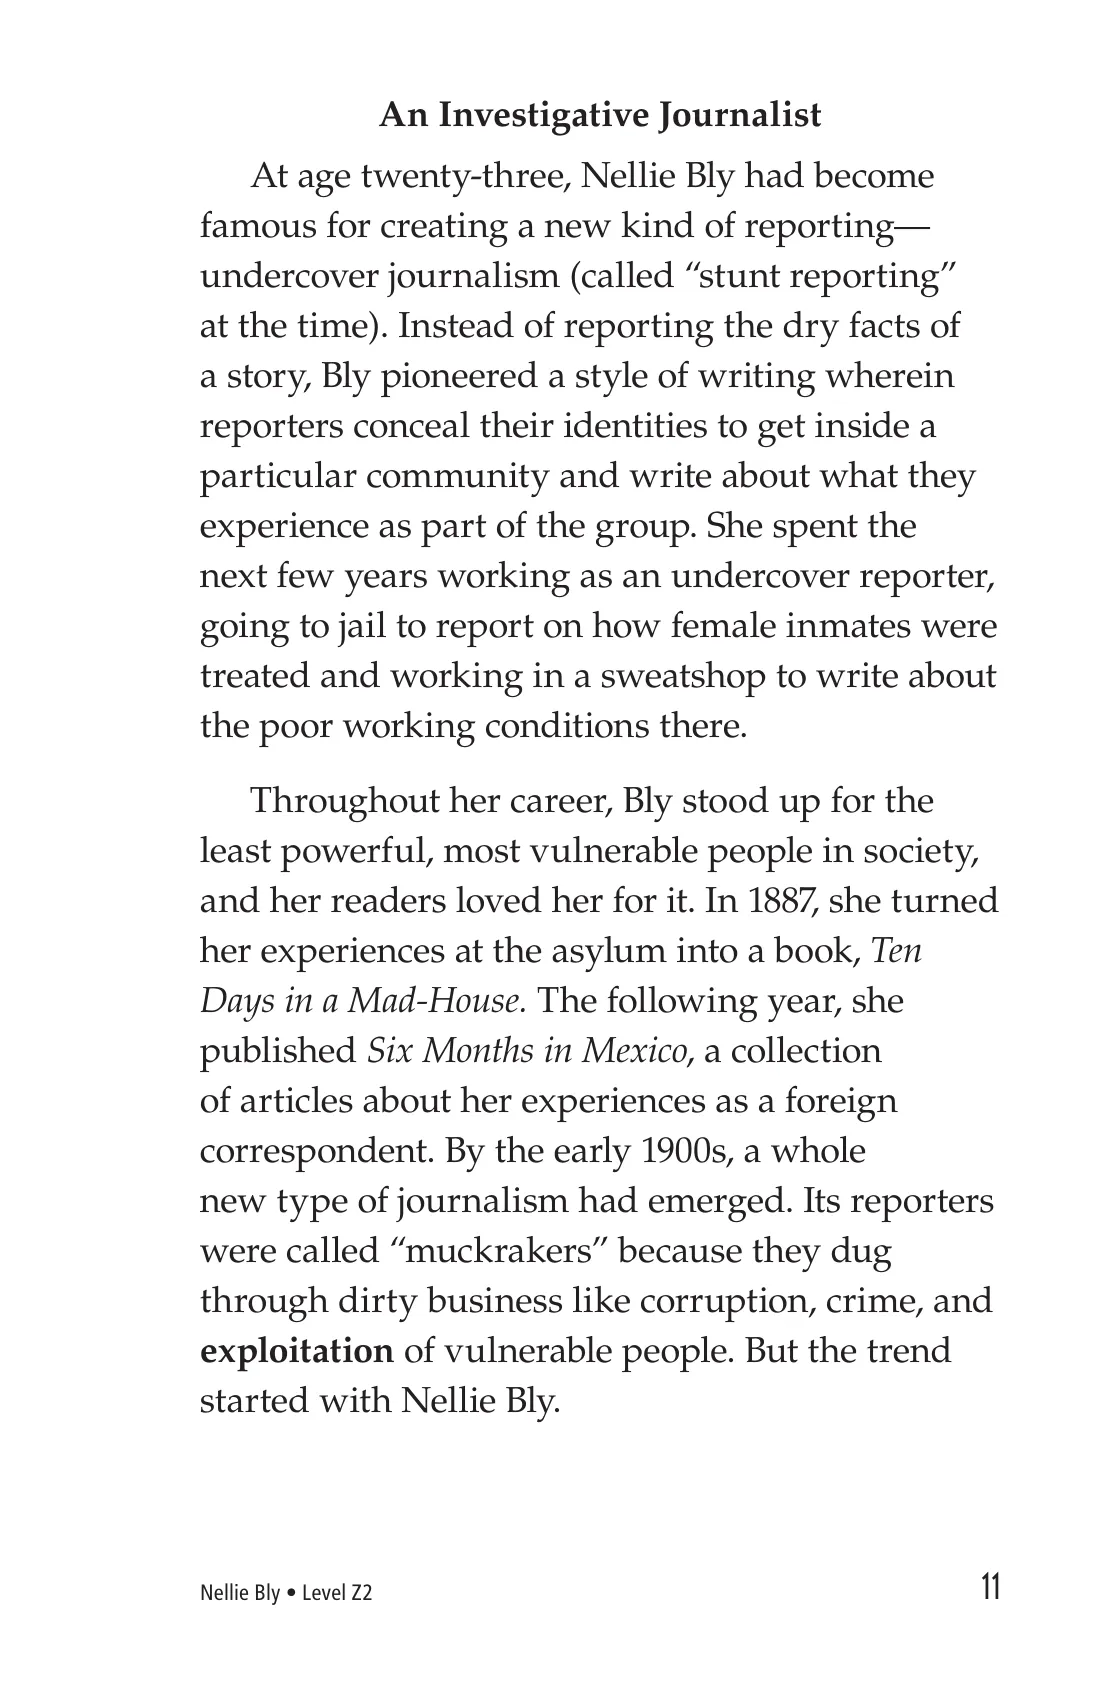 An Investigative Journalist
At age twenty-three, Nellie Bly had become
famous for creating a new kind of reporting—
undercover journalism (called “stunt reporting”
at the time). Instead of reporting the dry facts of
a story, Bly pioneered a style of writing wherein
reporters conceal their identities to get inside a
particular community and write about what they
experience as part of the group. She spent the
next few years working as an undercover reporter,
going to jail to report on how female inmates were
treated and working in a sweatshop to write about
the poor working conditions there.
Throughout her career, Bly stood up for the
least powerful, most vulnerable people in society,
and her readers loved her for it. In 1887, she turned
her experiences at the asylum into a book, Ten
Days in a Mad-House. The following year, she
published Six Months in Mexico, a collection
of articles about her experiences as a foreign
correspondent. By the early 1900s, a whole
new type of journalism had emerged. Its reporters
were called “muckrakers” because they dug
through dirty business like corruption, crime, and
exploitation of vulnerable people. But the trend
started with Nellie Bly.
Nellie Bly • Level Z2
11